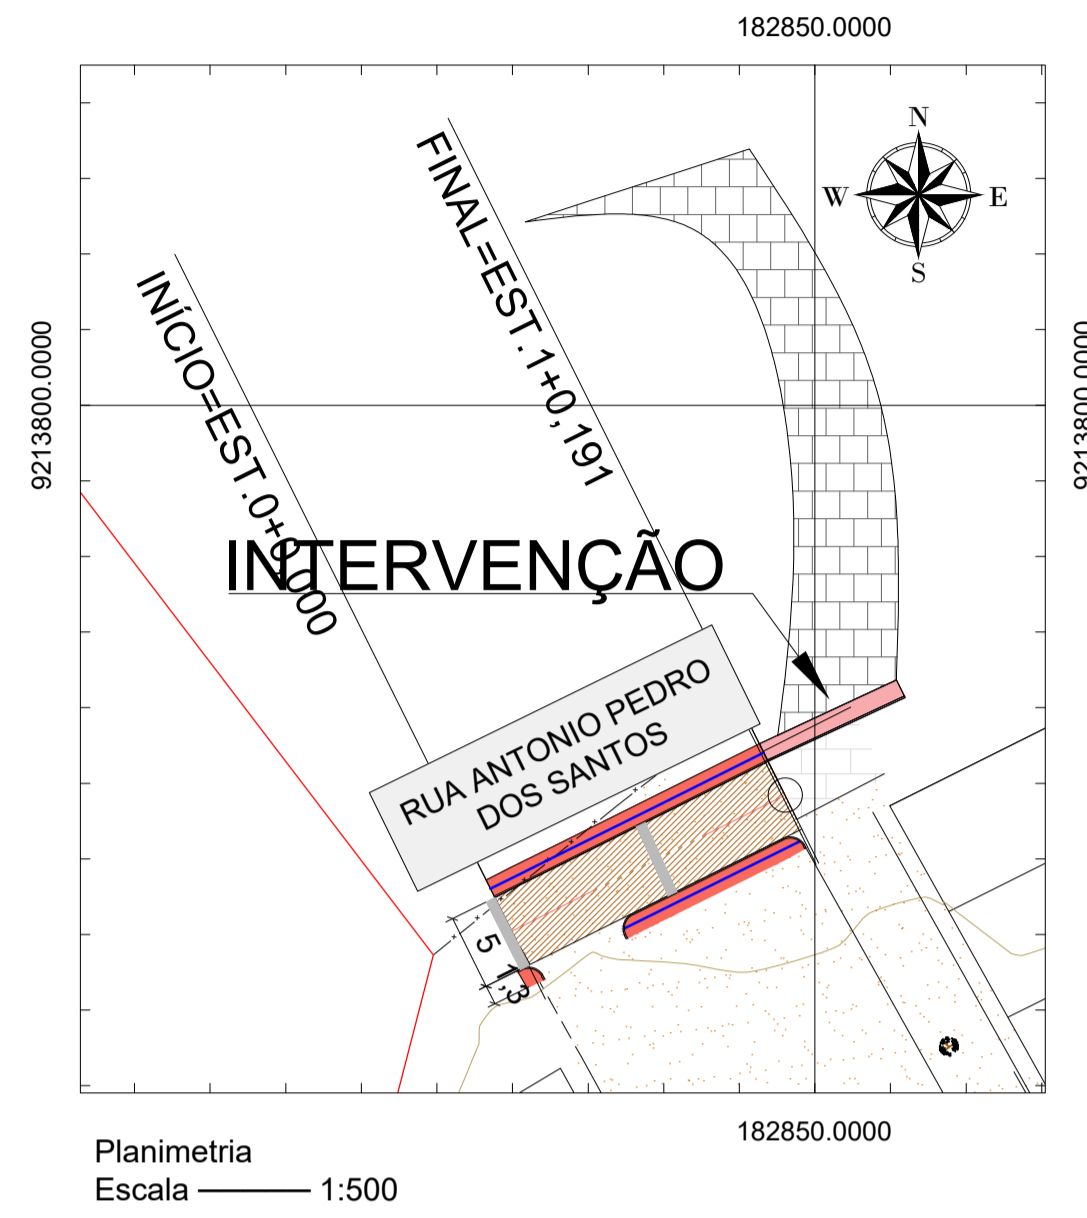 182850.0000
N
W
E
S
FINAL=EST.1+0,191
INÍCIO=EST.0+0,000
9213800.0000
9213800.0000
INTERVENÇÃO
RUA ANTONIO PEDRO
DOS SANTOS
5
1,3
182850.0000
Planimetria
Escala 1:500